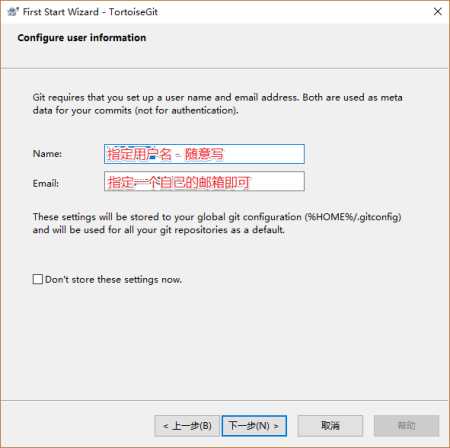 First Start Wizard - TortoiseGit
Configure user information
Git requires that you set up a user name and email address. Both are used as meta
data for your commits (not for authentication).
Name: 指定用户名 - 随意写
Email: 指定一个自己的邮箱即可
These settings will be stored to your global git configuration (%HOME%/.gitconfig)
and will be used for all your git repositories as a default.
Don't store these settings now.
< 上一步(B) 下一步(N) > 取消 帮助